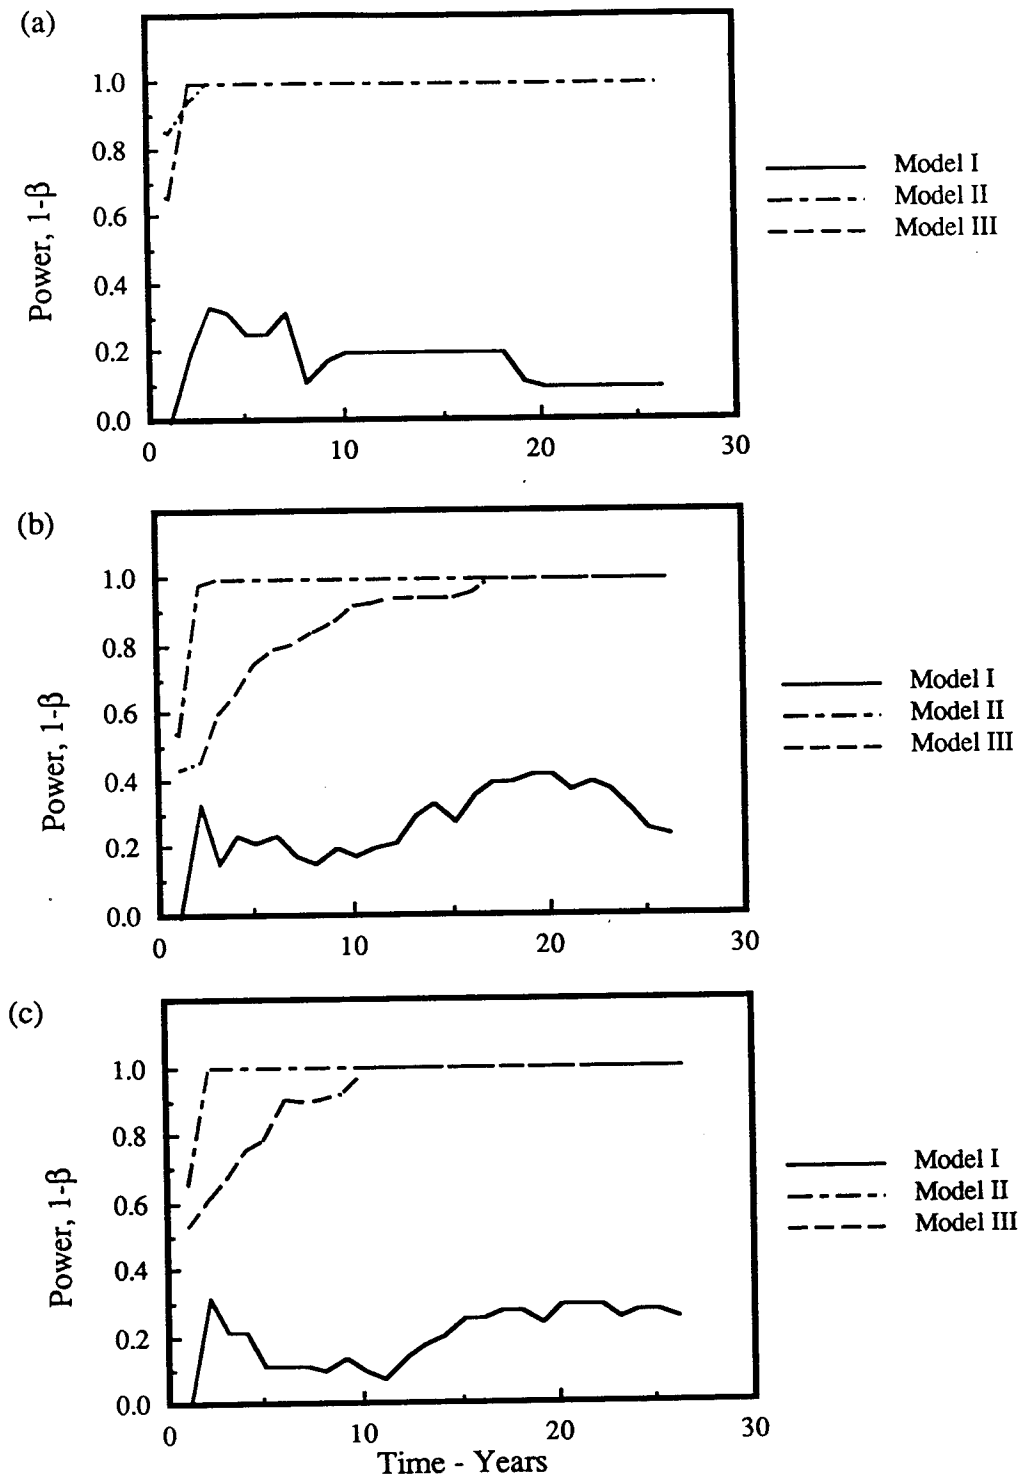 (a)
1.0
0.8
0.6
0.4
0.2
0.0
Power, 1-β
0 10 20 30
Model I
Model II
Model III
(b)
1.0
0.8
0.6
0.4
0.2
0.0
Power, 1-β
0 10 20 30
Model I
Model II
Model III
(c)
1.0
0.8
0.6
0.4
0.2
0.0
Power, 1-β
0 10 20 30
Time - Years
Model I
Model II
Model III